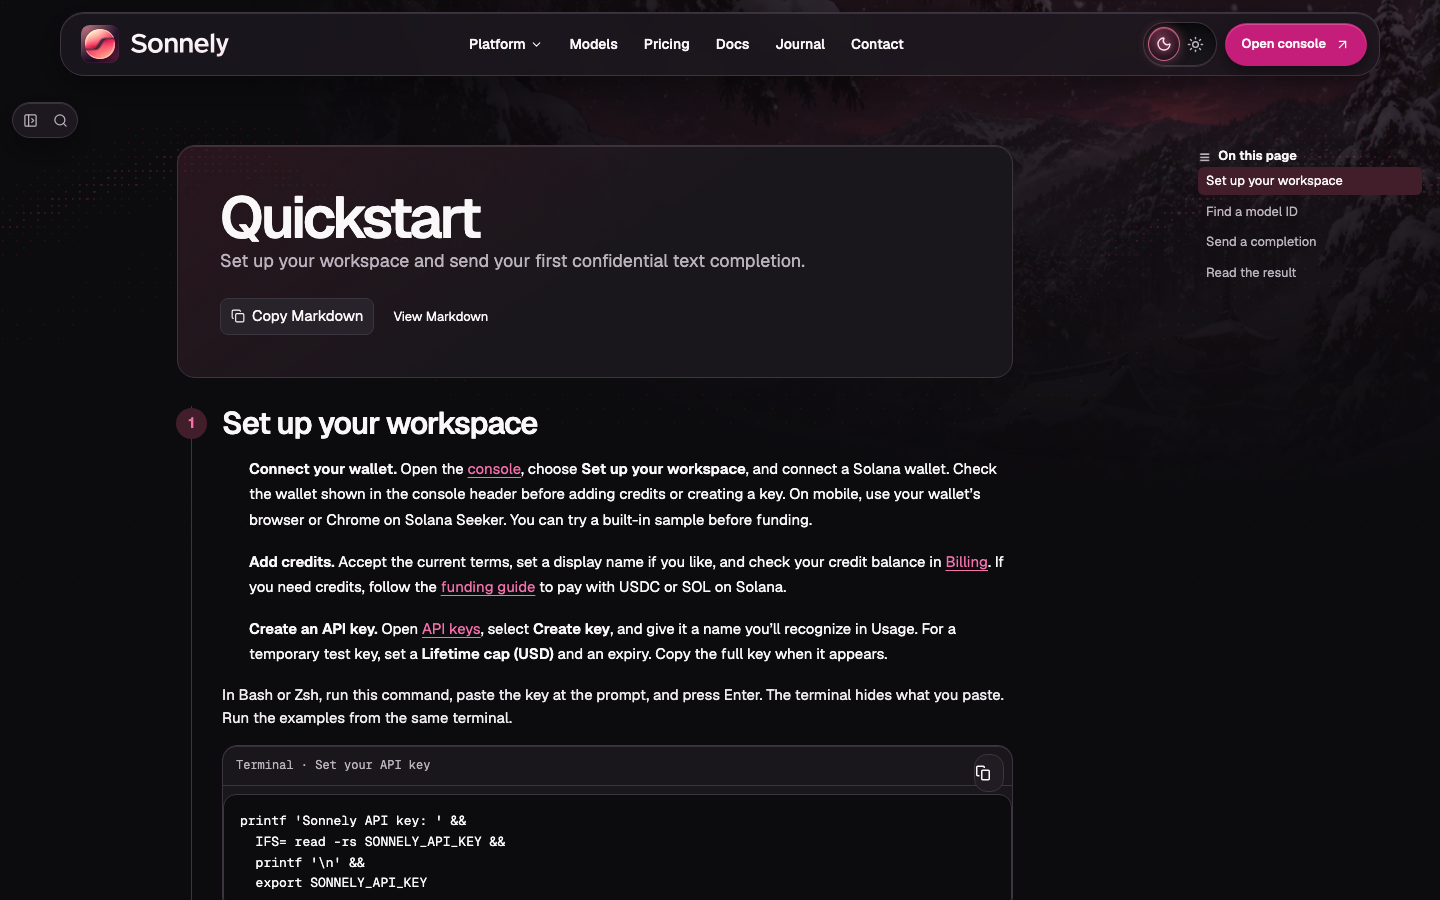 Sonnely
Platform
Models
Pricing
Docs
Journal
Contact
Open console
On this page
Set up your workspace
Find a model ID
Send a completion
Read the result
Quickstart
Set up your workspace and send your first confidential text completion.
Copy Markdown
View Markdown
1
Set up your workspace
Connect your wallet. Open the console, choose Set up your workspace, and connect a Solana wallet. Check
the wallet shown in the console header before adding credits or creating a key. On mobile, use your wallet’s
browser or Chrome on Solana Seeker. You can try a built-in sample before funding.
Add credits. Accept the current terms, set a display name if you like, and check your credit balance in Billing. If
you need credits, follow the funding guide to pay with USDC or SOL on Solana.
Create an API key. Open API keys, select Create key, and give it a name you’ll recognize in Usage. For a
temporary test key, set a Lifetime cap (USD) and an expiry. Copy the full key when it appears.
In Bash or Zsh, run this command, paste the key at the prompt, and press Enter. The terminal hides what you paste.
Run the examples from the same terminal.
Terminal · Set your API key
printf 'Sonnely API key: ' &&
IFS= read -rs SONNELY_API_KEY &&
printf '\n' &&
export SONNELY_API_KEY